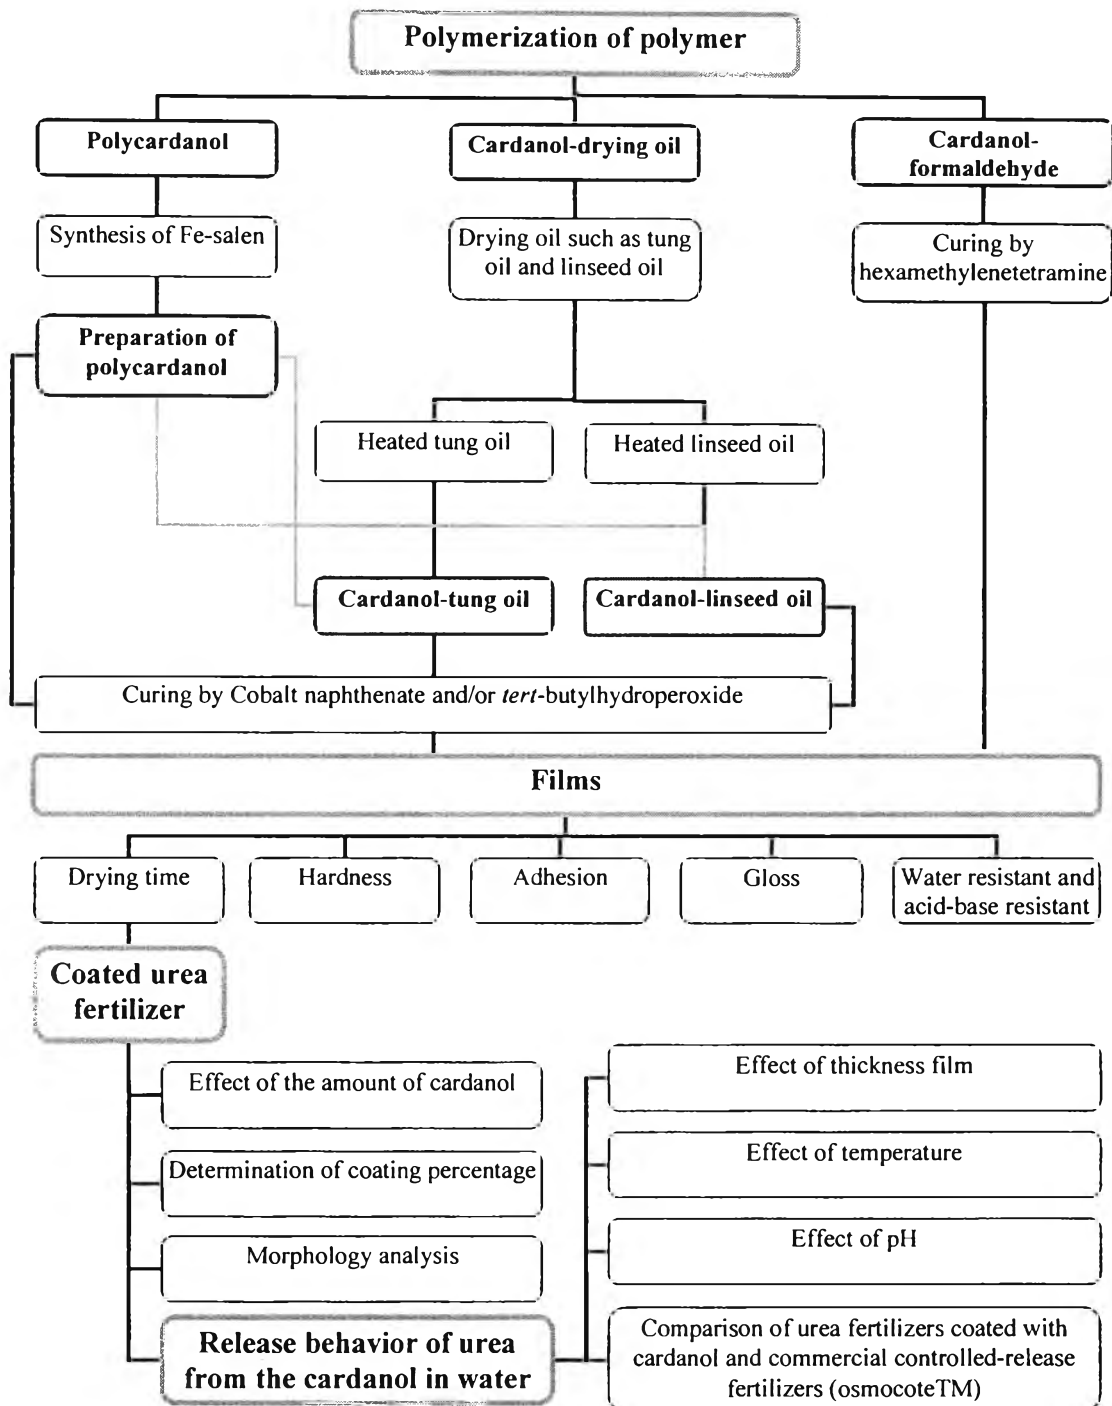 Polymerization of polymer
Polycardanol
Cardanol-drying oil
Cardanol-
formaldehyde
Synthesis of Fe-salen
Drying oil such as tung
oil and linseed oil
Curing by
hexamethylenetetramine
Preparation of
polycardanol
Heated tung oil
Heated linseed oil
Cardanol-tung oil
Cardanol-linseed oil
Curing by Cobalt naphthenate and/or tert-butylhydroperoxide
Films
Drying time
Hardness
Adhesion
Gloss
Water resistant and
acid-base resistant
Coated urea
fertilizer
Effect of the amount of cardanol
Determination of coating percentage
Morphology analysis
Release behavior of urea
from the cardanol in water
Effect of thickness film
Effect of temperature
Effect of pH
Comparison of urea fertilizers coated with
cardanol and commercial controlled-release
fertilizers (osmocoteTM)